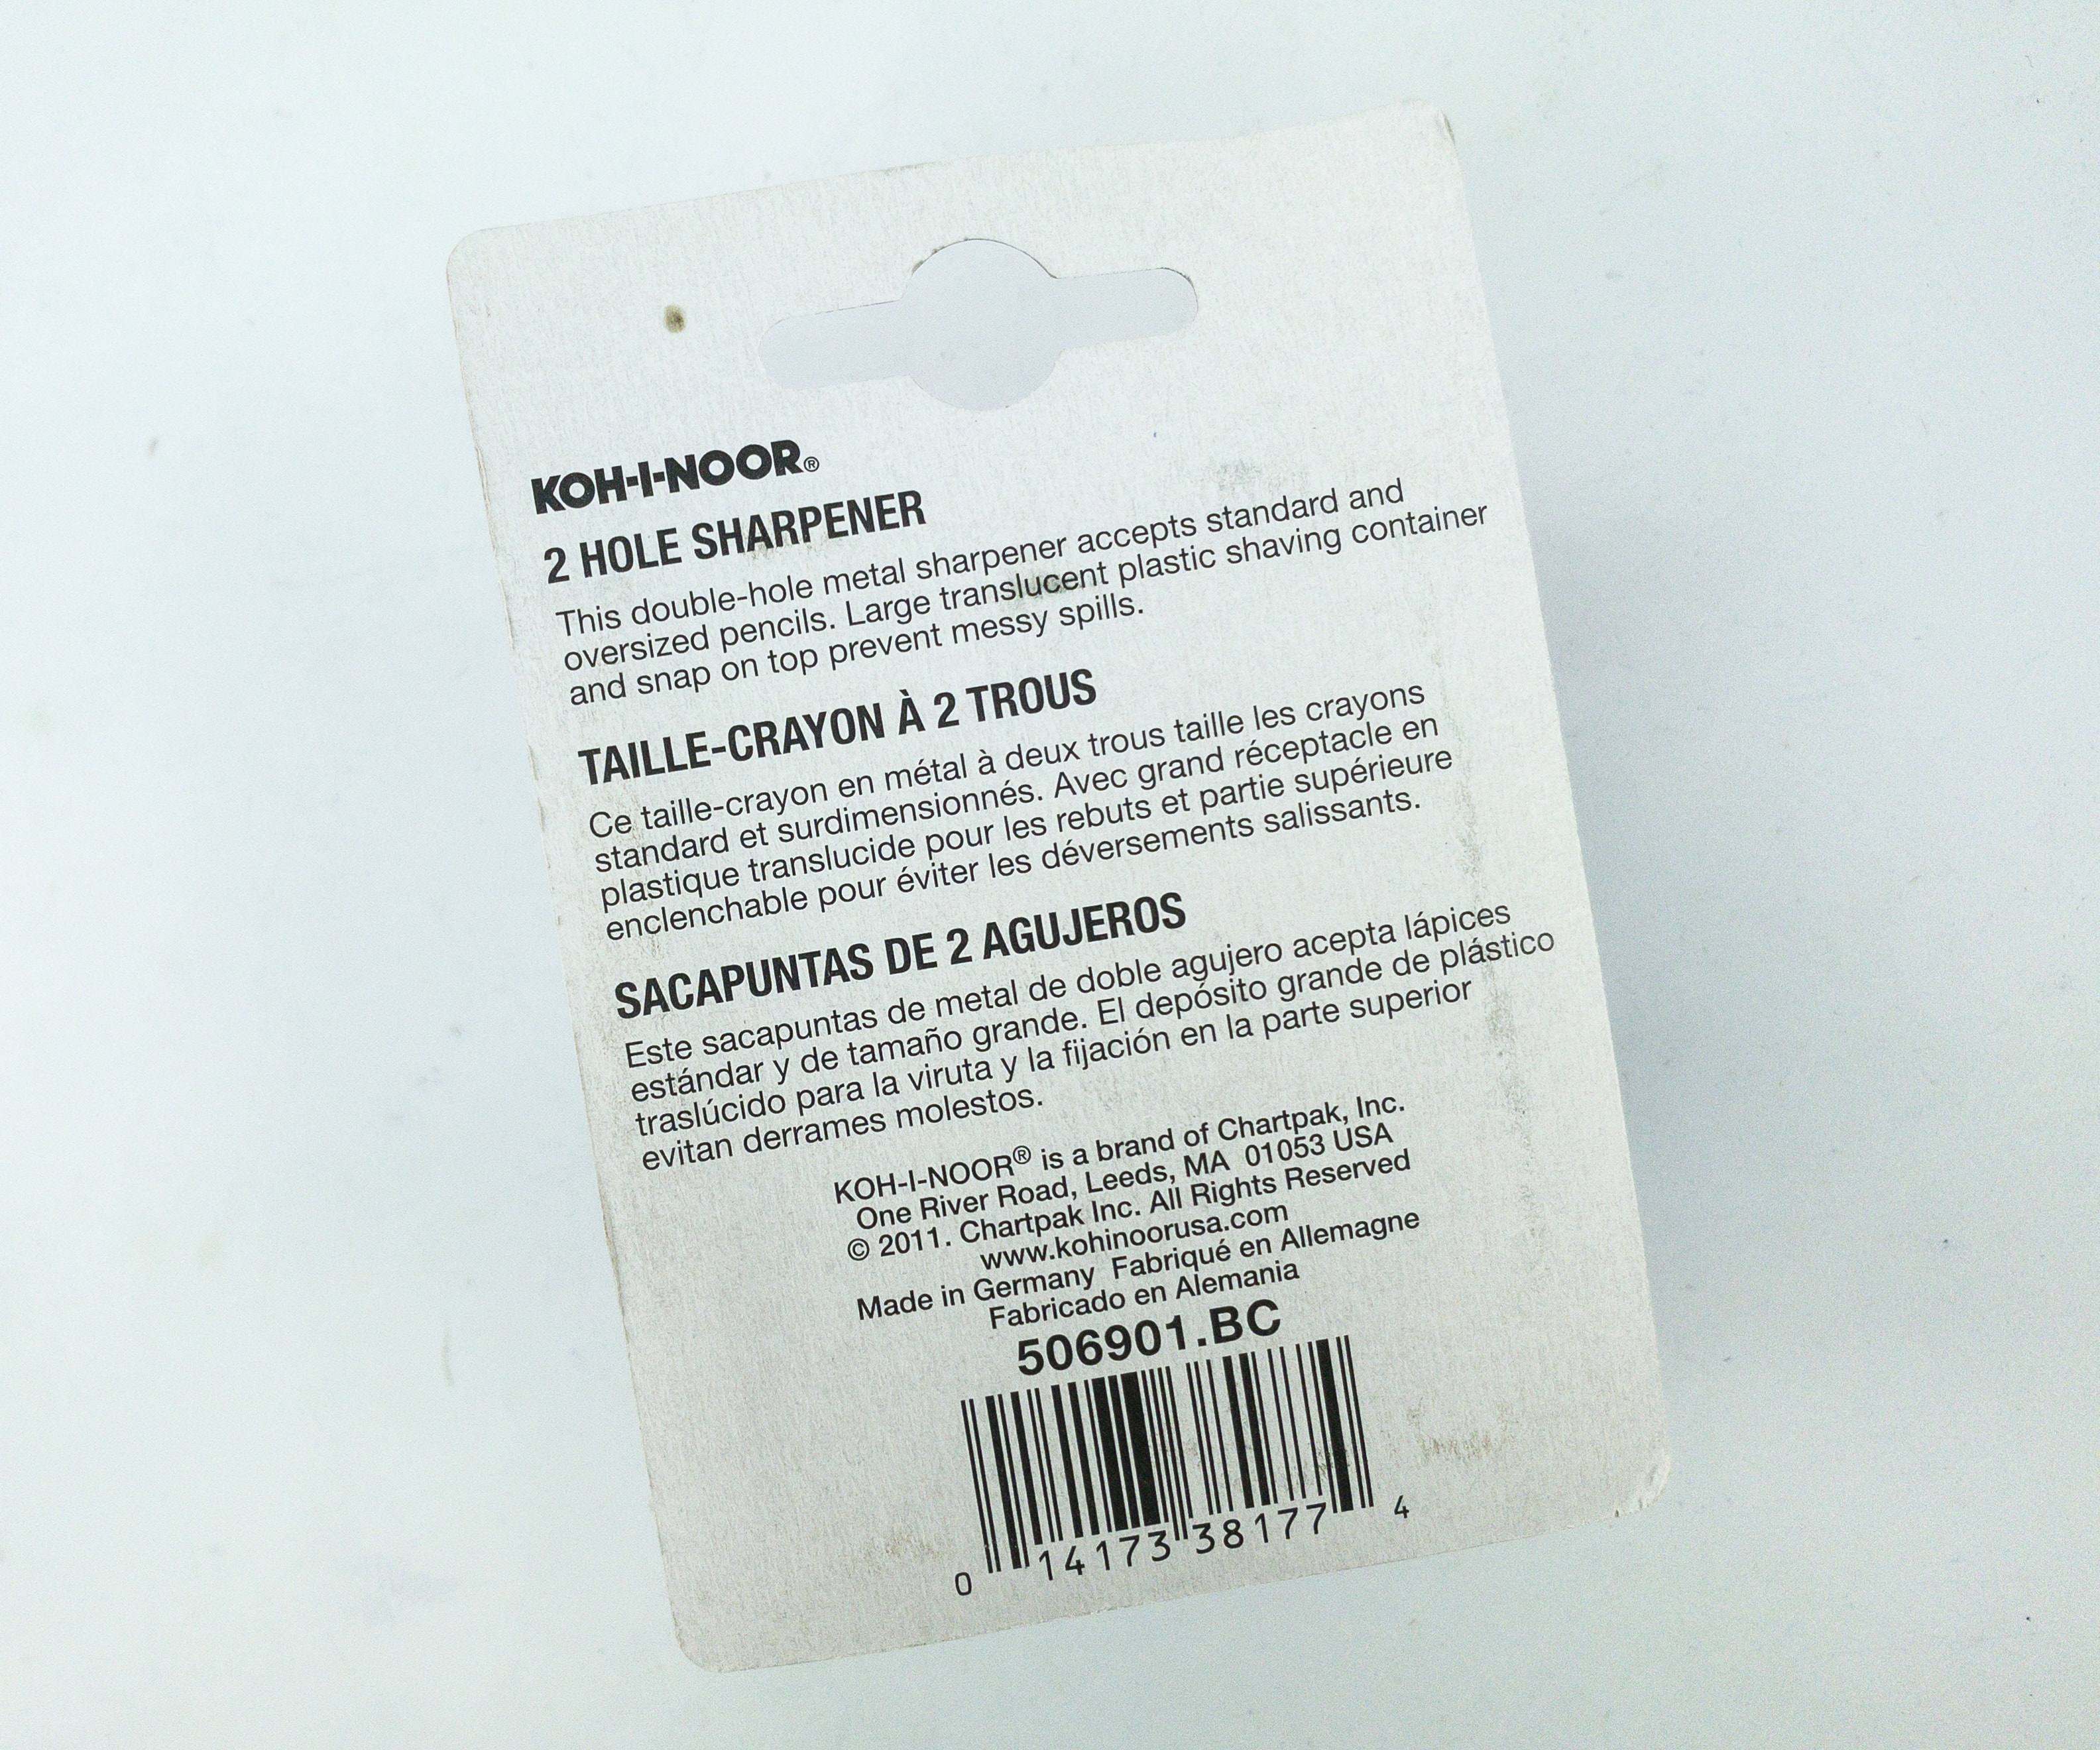 KOH-I-NOOR®
2 HOLE SHARPENER
This double-hole metal sharpener accepts standard and
oversized pencils. Large translucent plastic shaving container
and snap on top prevent messy spills.
TAILLE-CRAYON À 2 TROUS
Ce taille-crayon en métal à deux trous taille les crayons
standard et surdimensionnés. Avec grand réceptacle en
plastique translucide pour les rebuts et partie supérieure
enclenchable pour éviter les déversements salissants.
SACAPUNTAS DE 2 AGUJEROS
Este sacapuntas de metal de doble agujero acepta lápices
estándar y de tamaño grande. El depósito grande de plástico
traslúcido para la viruta y la fijación en la parte superior
evitan derrames molestos.
KOH-I-NOOR® is a brand of Chartpak, Inc.
One River Road, Leeds, MA 01053 USA
© 2011. Chartpak Inc. All Rights Reserved
www.kohinoorusa.com
Made in Germany Fabriqué en Allemagne
Fabricado en Alemania
506901.BC
0 14173 38177 4